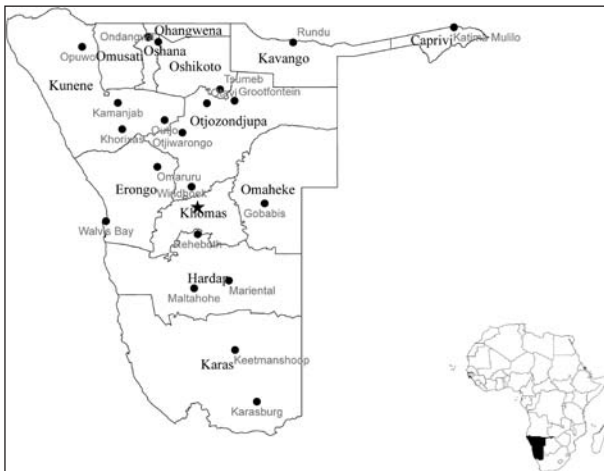 Ohangwena
Ondangwa
Oshana
Opuwo
Omusati
Oshikoto
Kavango
Rundu
Caprivi
Katima Mulilo
Kunene
Tsumeb
Grootfontein
Kamanjab
Otjozondjupa
Khorixas
Outjo
Otjiwarongo
Omaruru
Erongo
Windhoek
Omaheke
Khomas
Gobabis
Walvis Bay
Rehoboth
Hardap
Maltahohe
Mariental
Keetmanshoop
Karas
Karasburg